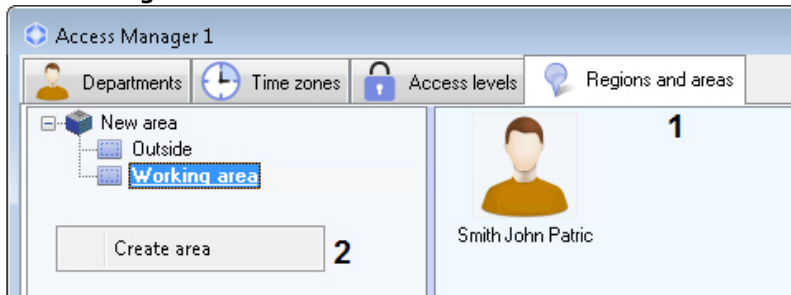 Access Manager 1
Departments Time zones Access levels Regions and areas
New area
Outside
Working area
Create area
2
1
Smith John Patric